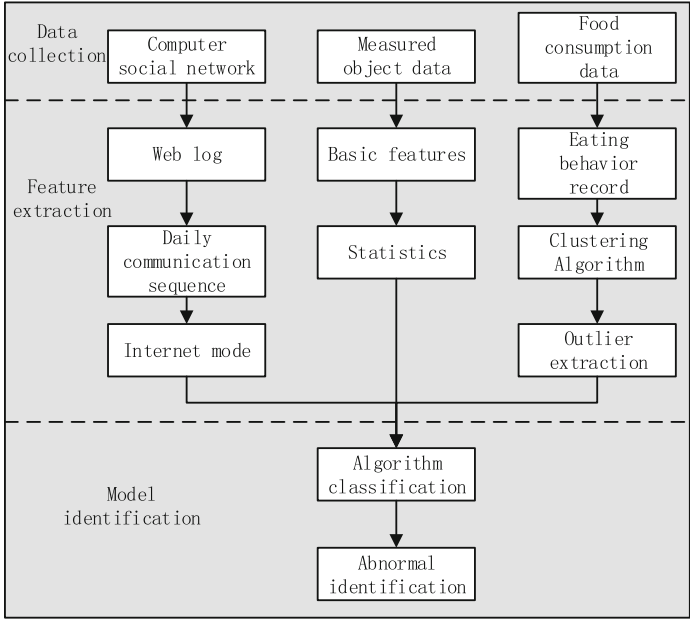 Data
collection
Computer
social network
Measured
object data
Food
consumption
data
Feature
extraction
Web log
Basic features
Eating
behavior
record
Daily
communication
sequence
Statistics
Clustering
Algorithm
Internet mode
Outlier
extraction
Model
identification
Algorithm
classification
Abnormal
identification